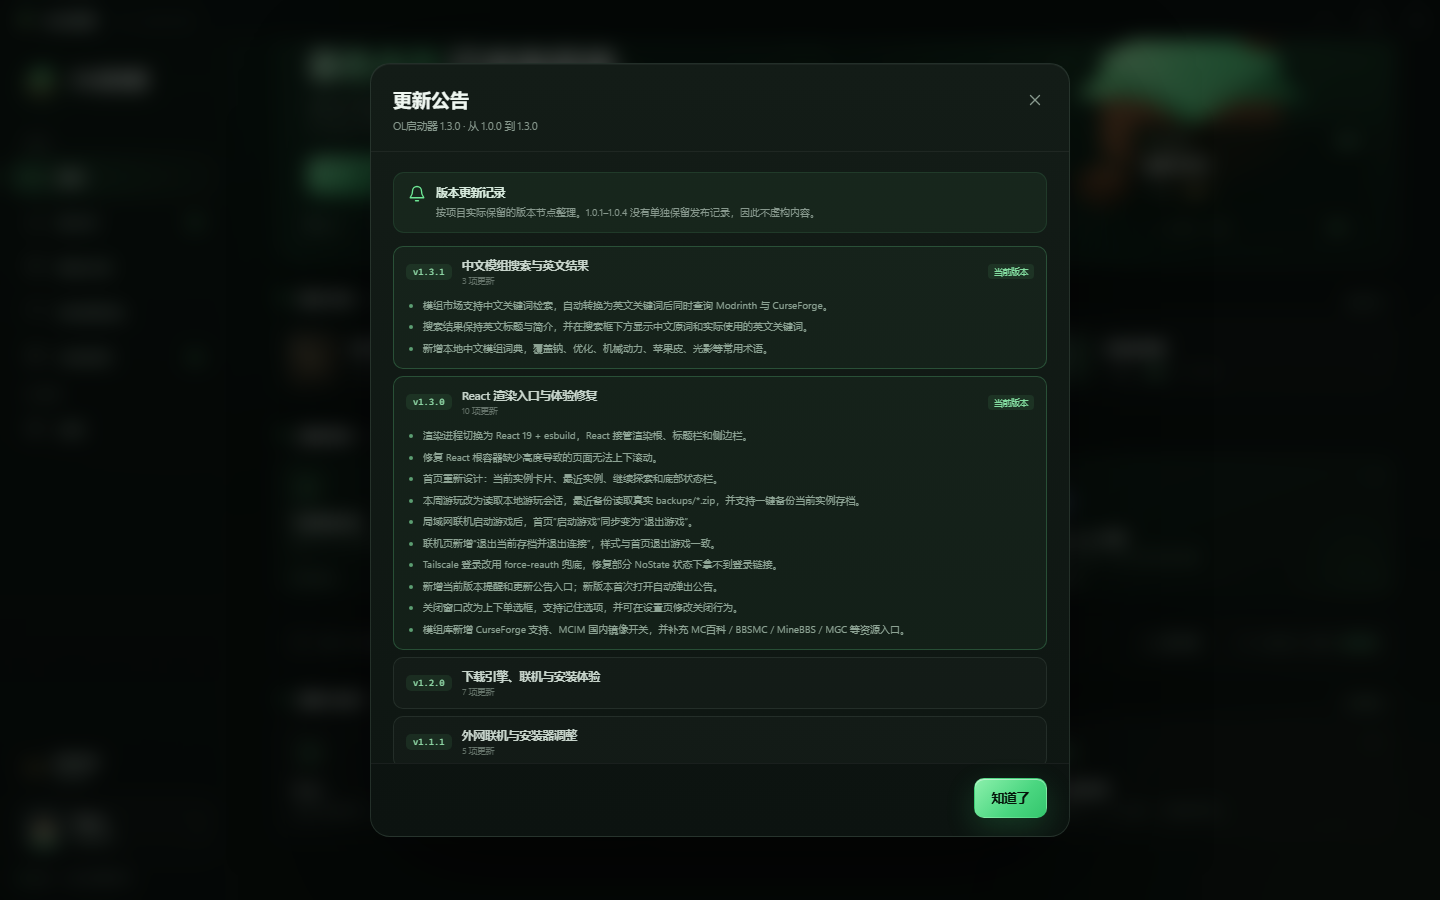 更新公告
OL启动器 1.3.0 · 从 1.0.0 到 1.3.0
版本更新记录
按项目实际保留的版本节点整理。1.0.1–1.0.4 没有单独保留发布记录，因此不虚构内容。
v1.3.1
中文模组搜索与英文结果
当前版本
3 项更新
模组市场支持中文关键词检索，自动转换为英文关键词后同时查询 Modrinth 与 CurseForge。
搜索结果保持英文标题与简介，并在搜索框下方显示中文原词和实际使用的英文关键词。
新增本地中文模组词典，覆盖钠、优化、机械动力、苹果皮、光影等常用术语。
v1.3.0
React 渲染入口与体验修复
当前版本
10 项更新
渲染进程切换为 React 19 + esbuild，React 接管渲染根、标题栏和侧边栏。
修复 React 根容器缺少高度导致的页面无法上下滚动。
首页重新设计：当前实例卡片、最近实例、继续探索和底部状态栏。
本周游玩改为读取本地游玩会话，最近备份读取真实 backups/*.zip，并支持一键备份当前实例存档。
局域网联机启动游戏后，首页“启动游戏”同步变为“退出游戏”。
联机页新增“退出当前存档并退出连接”，样式与首页退出游戏一致。
Tailscale 登录改用 force-reauth 兜底，修复部分 NoState 状态下拿不到登录链接。
新增当前版本提醒和更新公告入口；新版本首次打开自动弹出公告。
关闭窗口改为上下单选框，支持记住选项，并可在设置页修改关闭行为。
模组库新增 CurseForge 支持、MCIM 国内镜像开关，并补充 MC百科 / BBSMC / MineBBS / MGC 等资源入口。
v1.2.0
下载引擎、联机与安装体验
7 项更新
v1.1.1
外网联机与安装器调整
5 项更新
知道了